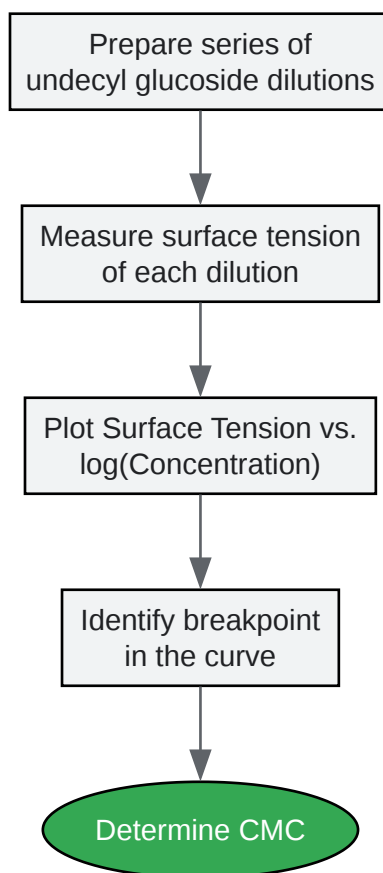 Prepare series of
undecyl glucoside dilutions
Measure surface tension
of each dilution
Plot Surface Tension vs.
log(Concentration)
Identify breakpoint
in the curve
Determine CMC